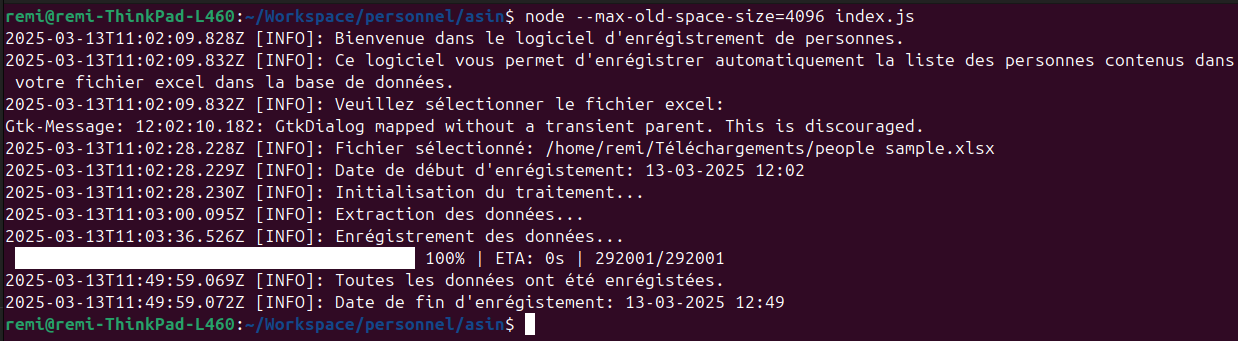 remi@remi-ThinkPad-L460:~/Workspace/personnel/asin$ node --max-old-space-size=4096 index.js
2025-03-13T11:02:09.828Z [INFO]: Bienvenue dans le logiciel d'enrégistrement de personnes.
2025-03-13T11:02:09.832Z [INFO]: Ce logiciel vous permet d'enrégistrer automatiquement la liste des personnes contenus dans
votre fichier excel dans la base de données.
2025-03-13T11:02:09.832Z [INFO]: Veuillez sélectionner le fichier excel:
Gtk-Message: 12:02:10.182: GtkDialog mapped without a transient parent. This is discouraged.
2025-03-13T11:02:28.228Z [INFO]: Fichier sélectionné: /home/remi/Téléchargements/people sample.xlsx
2025-03-13T11:02:28.229Z [INFO]: Date de début d'enrégistement: 13-03-2025 12:02
2025-03-13T11:02:28.230Z [INFO]: Initialisation du traitement...
2025-03-13T11:03:00.095Z [INFO]: Extraction des données...
2025-03-13T11:03:36.526Z [INFO]: Enrégistrement des données...
100% | ETA: 0s | 292001/292001
2025-03-13T11:49:59.069Z [INFO]: Toutes les données ont été enrégistées.
2025-03-13T11:49:59.072Z [INFO]: Date de fin d'enrégistement: 13-03-2025 12:49
remi@remi-ThinkPad-L460:~/Workspace/personnel/asin$